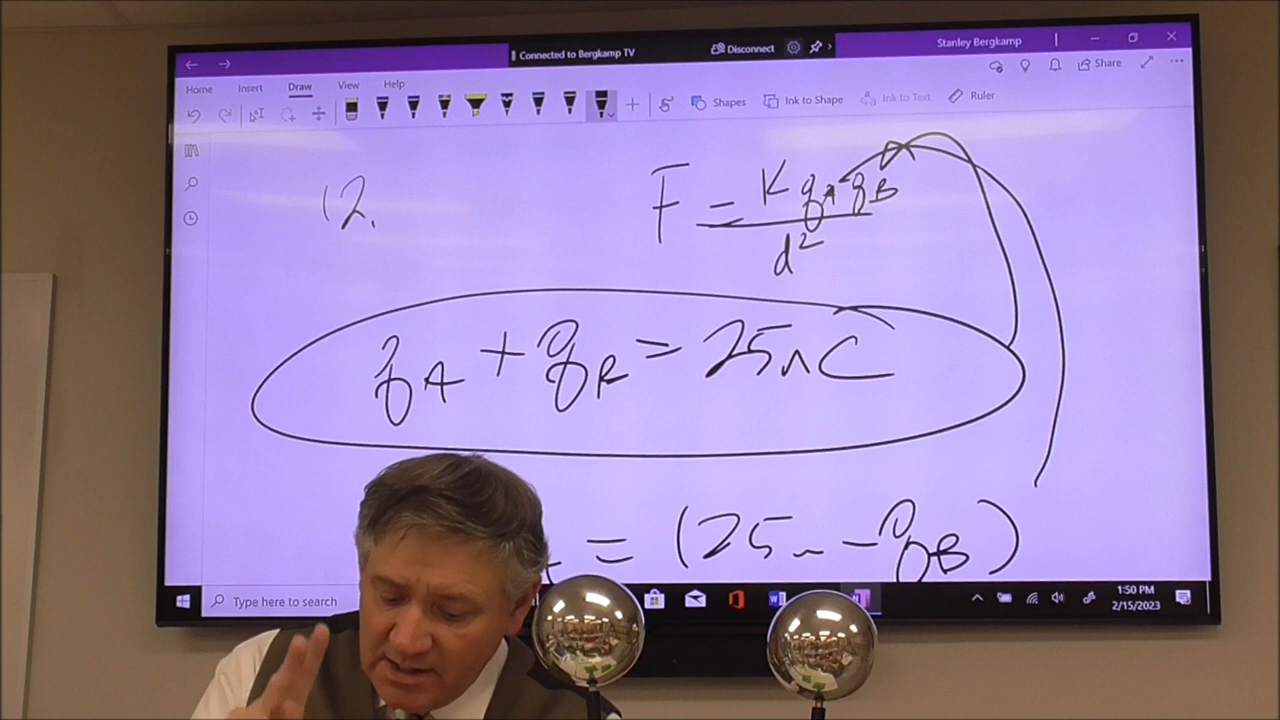 Connected to Bergkamp TV
Disconnect
Stanley Bergkamp
Home Insert Draw View Help
Share
Shapes Ink to Shape Ink to Text Ruler
12.
F = K qA qB
d²
qA + qB = 25nC
= (25n - qB)
Type here to search
1:50 PM
2/15/2023